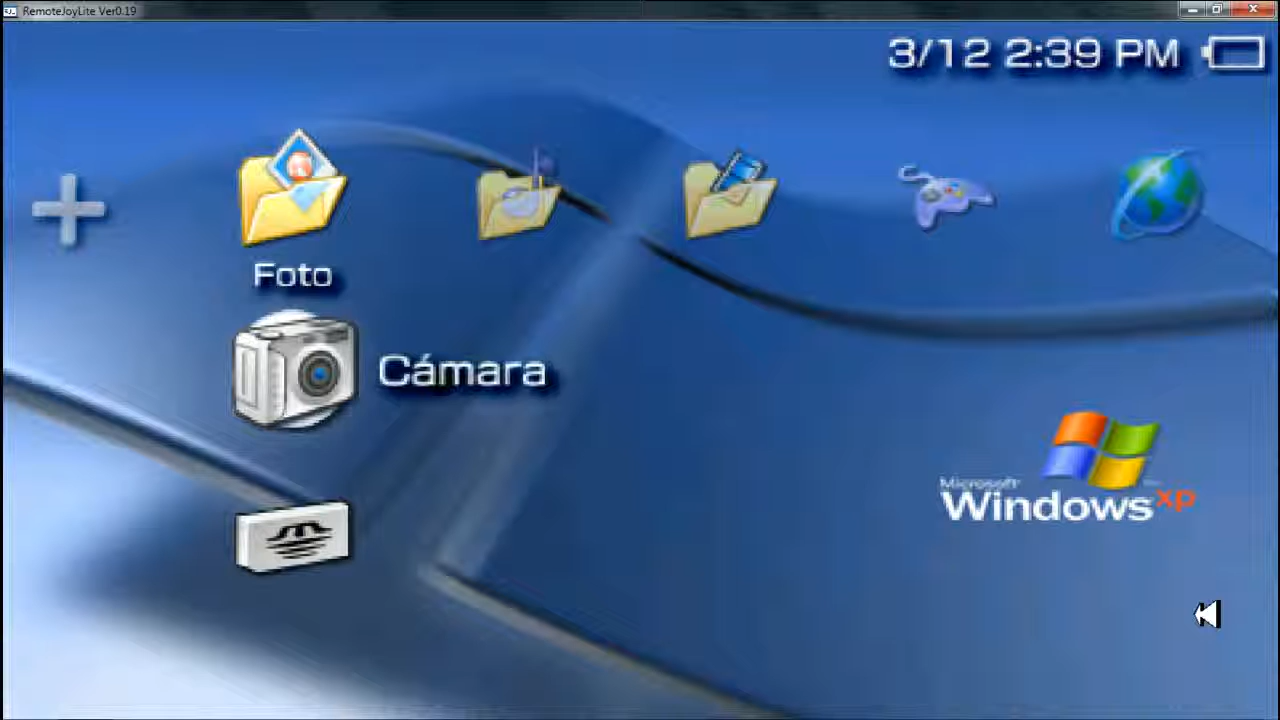 RemoteJoyLite Ver0.19
3/12 2:39 PM
Foto
Cámara
Microsoft
Windows xp